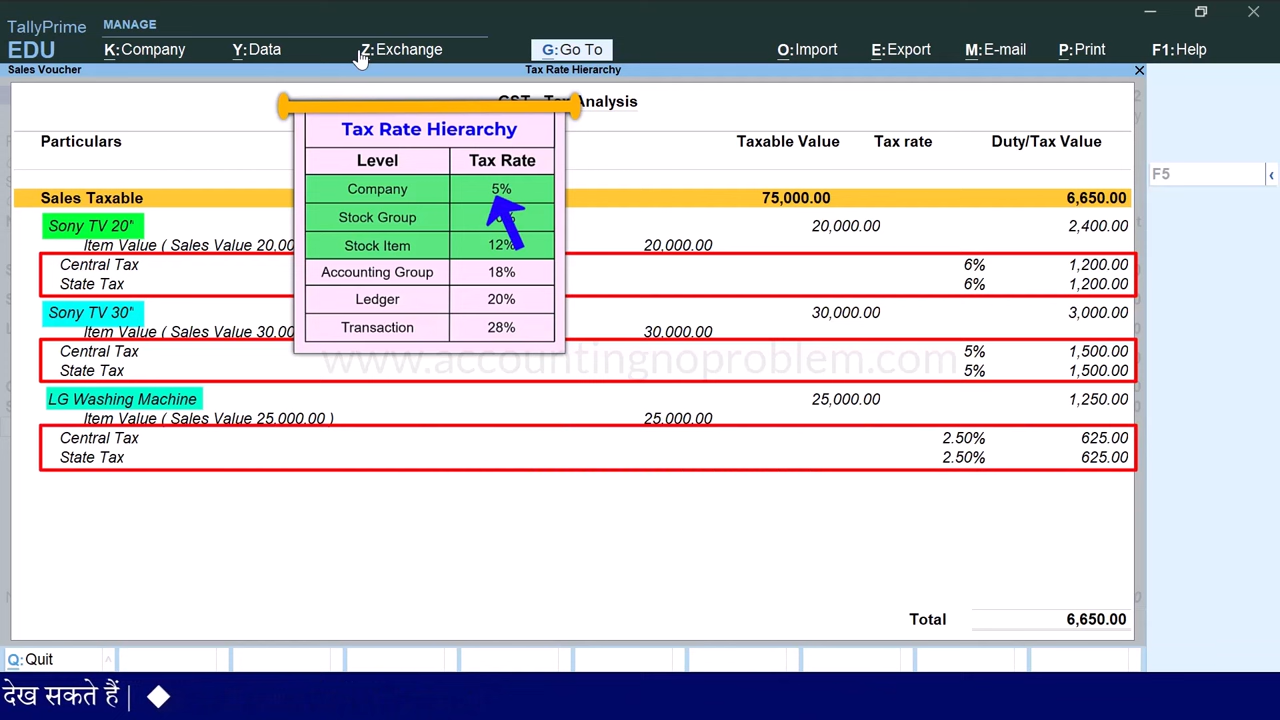 TallyPrime
EDU
MANAGE
K:Company Y:Data Z:Exchange G:Go To O:Import E:Export M:E-mail P:Print F1:Help
Sales Voucher Tax Rate Hierarchy
Tax Analysis
Particulars Taxable Value Tax rate Duty/Tax Value
Tax Rate Hierarchy
Level Tax Rate
Company 5%
Stock Group
Stock Item 12%
Accounting Group 18%
Ledger 20%
Transaction 28%
F5
Sales Taxable 75,000.00 6,650.00
Sony TV 20" 20,000.00 2,400.00
Item Value ( Sales Value 20,00 20,000.00
Central Tax 6% 1,200.00
State Tax 6% 1,200.00
Sony TV 30" 30,000.00 3,000.00
Item Value ( Sales Value 30,00 30,000.00
Central Tax 5% 1,500.00
State Tax 5% 1,500.00
www.accountingnoproblem.com
LG Washing Machine 25,000.00 1,250.00
Item Value ( Sales Value 25,000.00 ) 25,000.00
Central Tax 2.50% 625.00
State Tax 2.50% 625.00
Total 6,650.00
Q:Quit
देख सकते हैं |